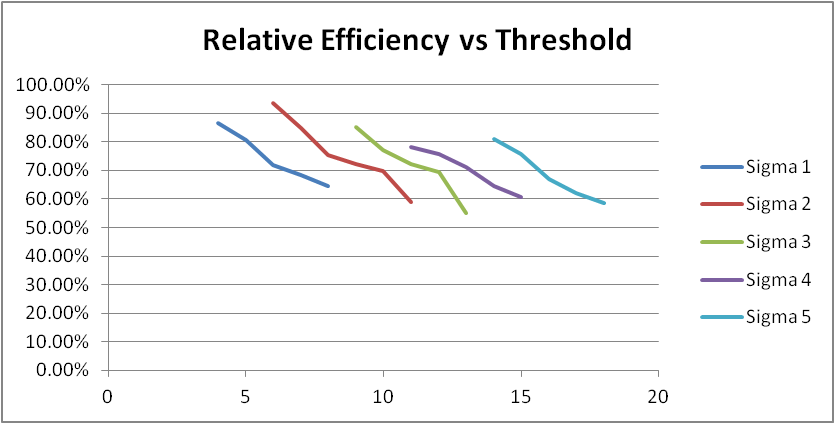 Relative Efficiency vs Threshold
100.00%
90.00%
80.00%
70.00%
60.00%
50.00%
40.00%
30.00%
20.00%
10.00%
0.00%
0 5 10 15 20
Sigma 1
Sigma 2
Sigma 3
Sigma 4
Sigma 5